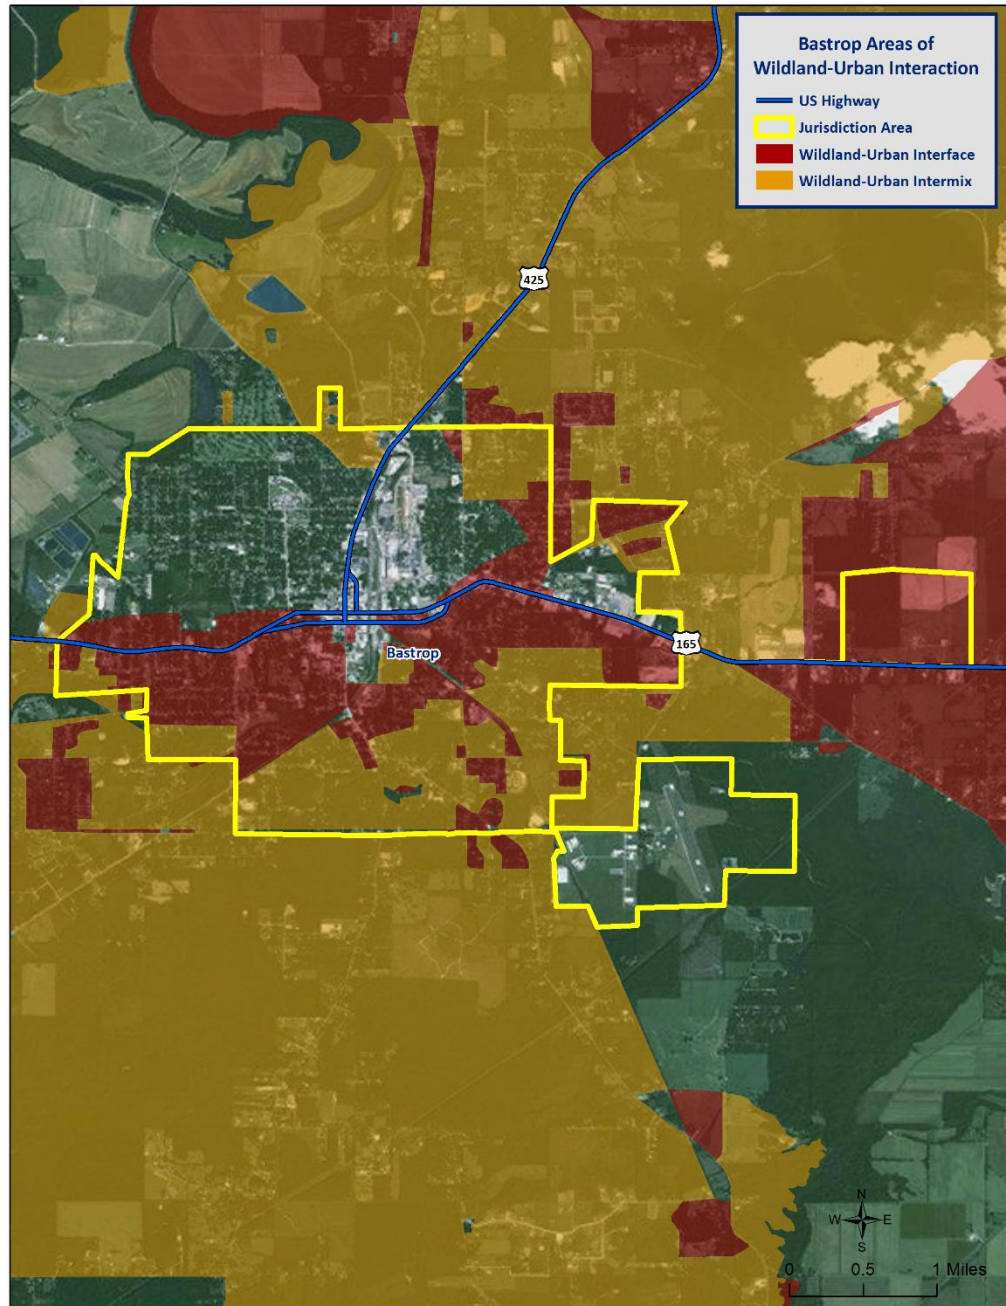 Bastrop Areas of
Wildland-Urban Interaction
US Highway
Jurisdiction Area
Wildland-Urban Interface
Wildland-Urban Intermix
425
165
Bastrop
N
W E
S
0 0.5 1 Miles